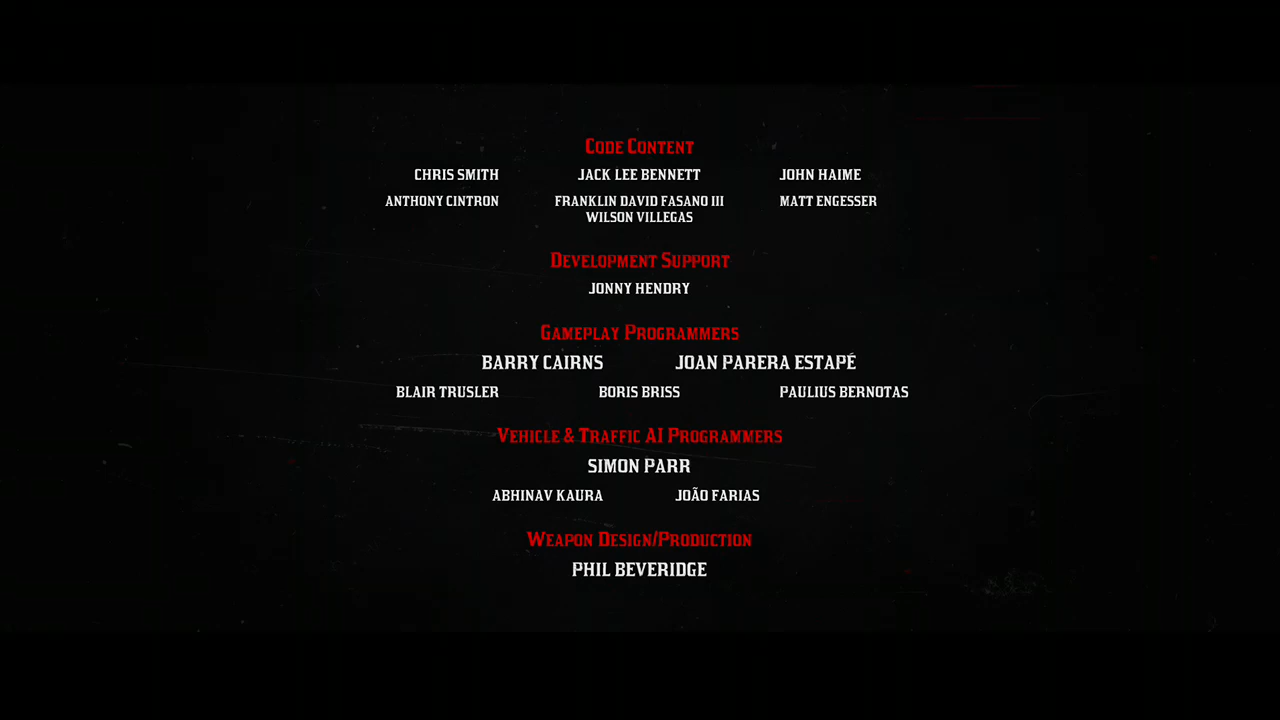 Code Content
CHRIS SMITH JACK LEE BENNETT JOHN HAIME
ANTHONY CINTRON FRANKLIN DAVID FASANO III MATT ENGESSER
WILSON VILLEGAS
Development Support
JONNY HENDRY
Gameplay Programmers
BARRY CAIRNS JOAN PARERA ESTAPÉ
BLAIR TRUSLER BORIS BRISS PAULIUS BERNOTAS
Vehicle & Traffic AI Programmers
SIMON PARR
ABHINAV KAURA JOÃO FARIAS
Weapon Design/Production
PHIL BEVERIDGE